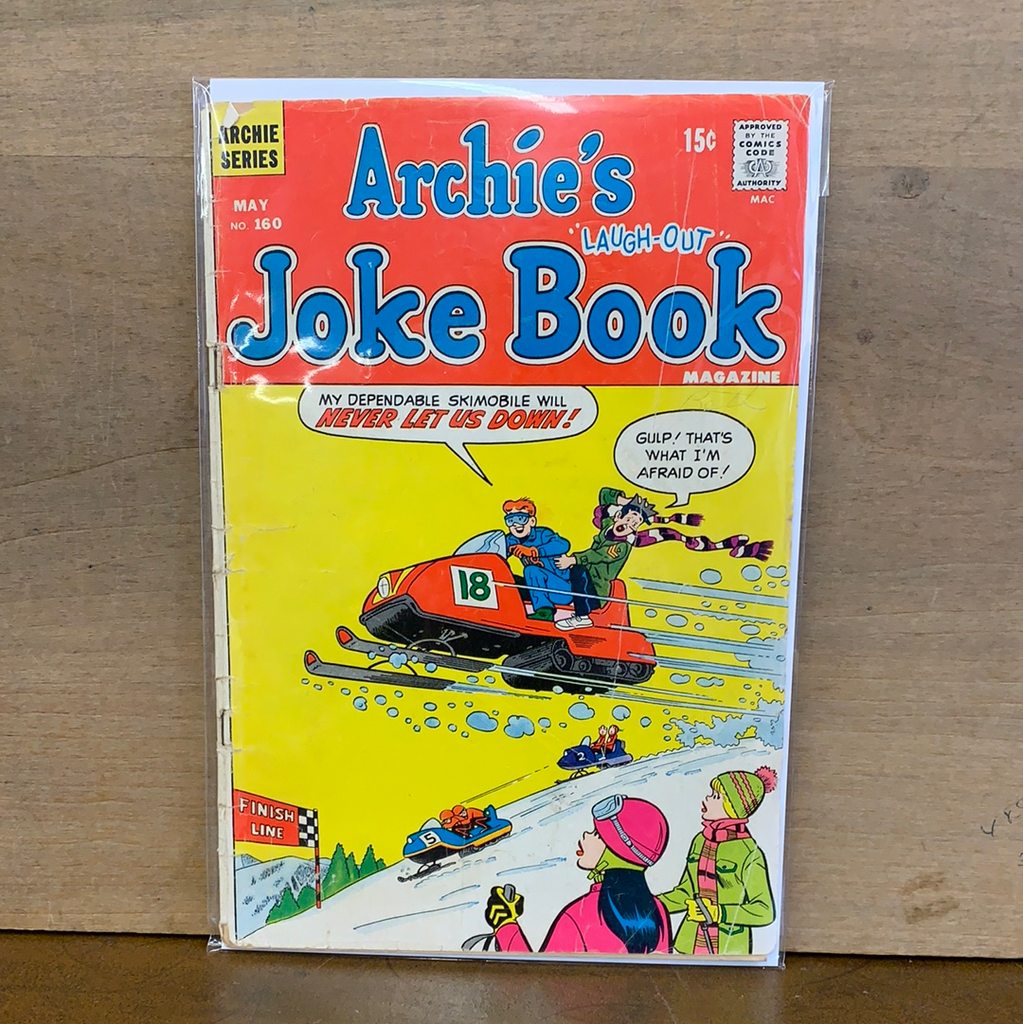 ARCHIE
SERIES
MAY
NO. 160
Archie's
15¢
APPROVED
BY THE
COMICS
CODE
CA
AUTHORITY
MAC
"LAUGH-OUT"
Joke Book
MAGAZINE
MY DEPENDABLE SKIMOBILE WILL
NEVER LET US DOWN!
GULP! THAT'S
WHAT I'M
AFRAID OF!
18
2
5
FINISH
LINE